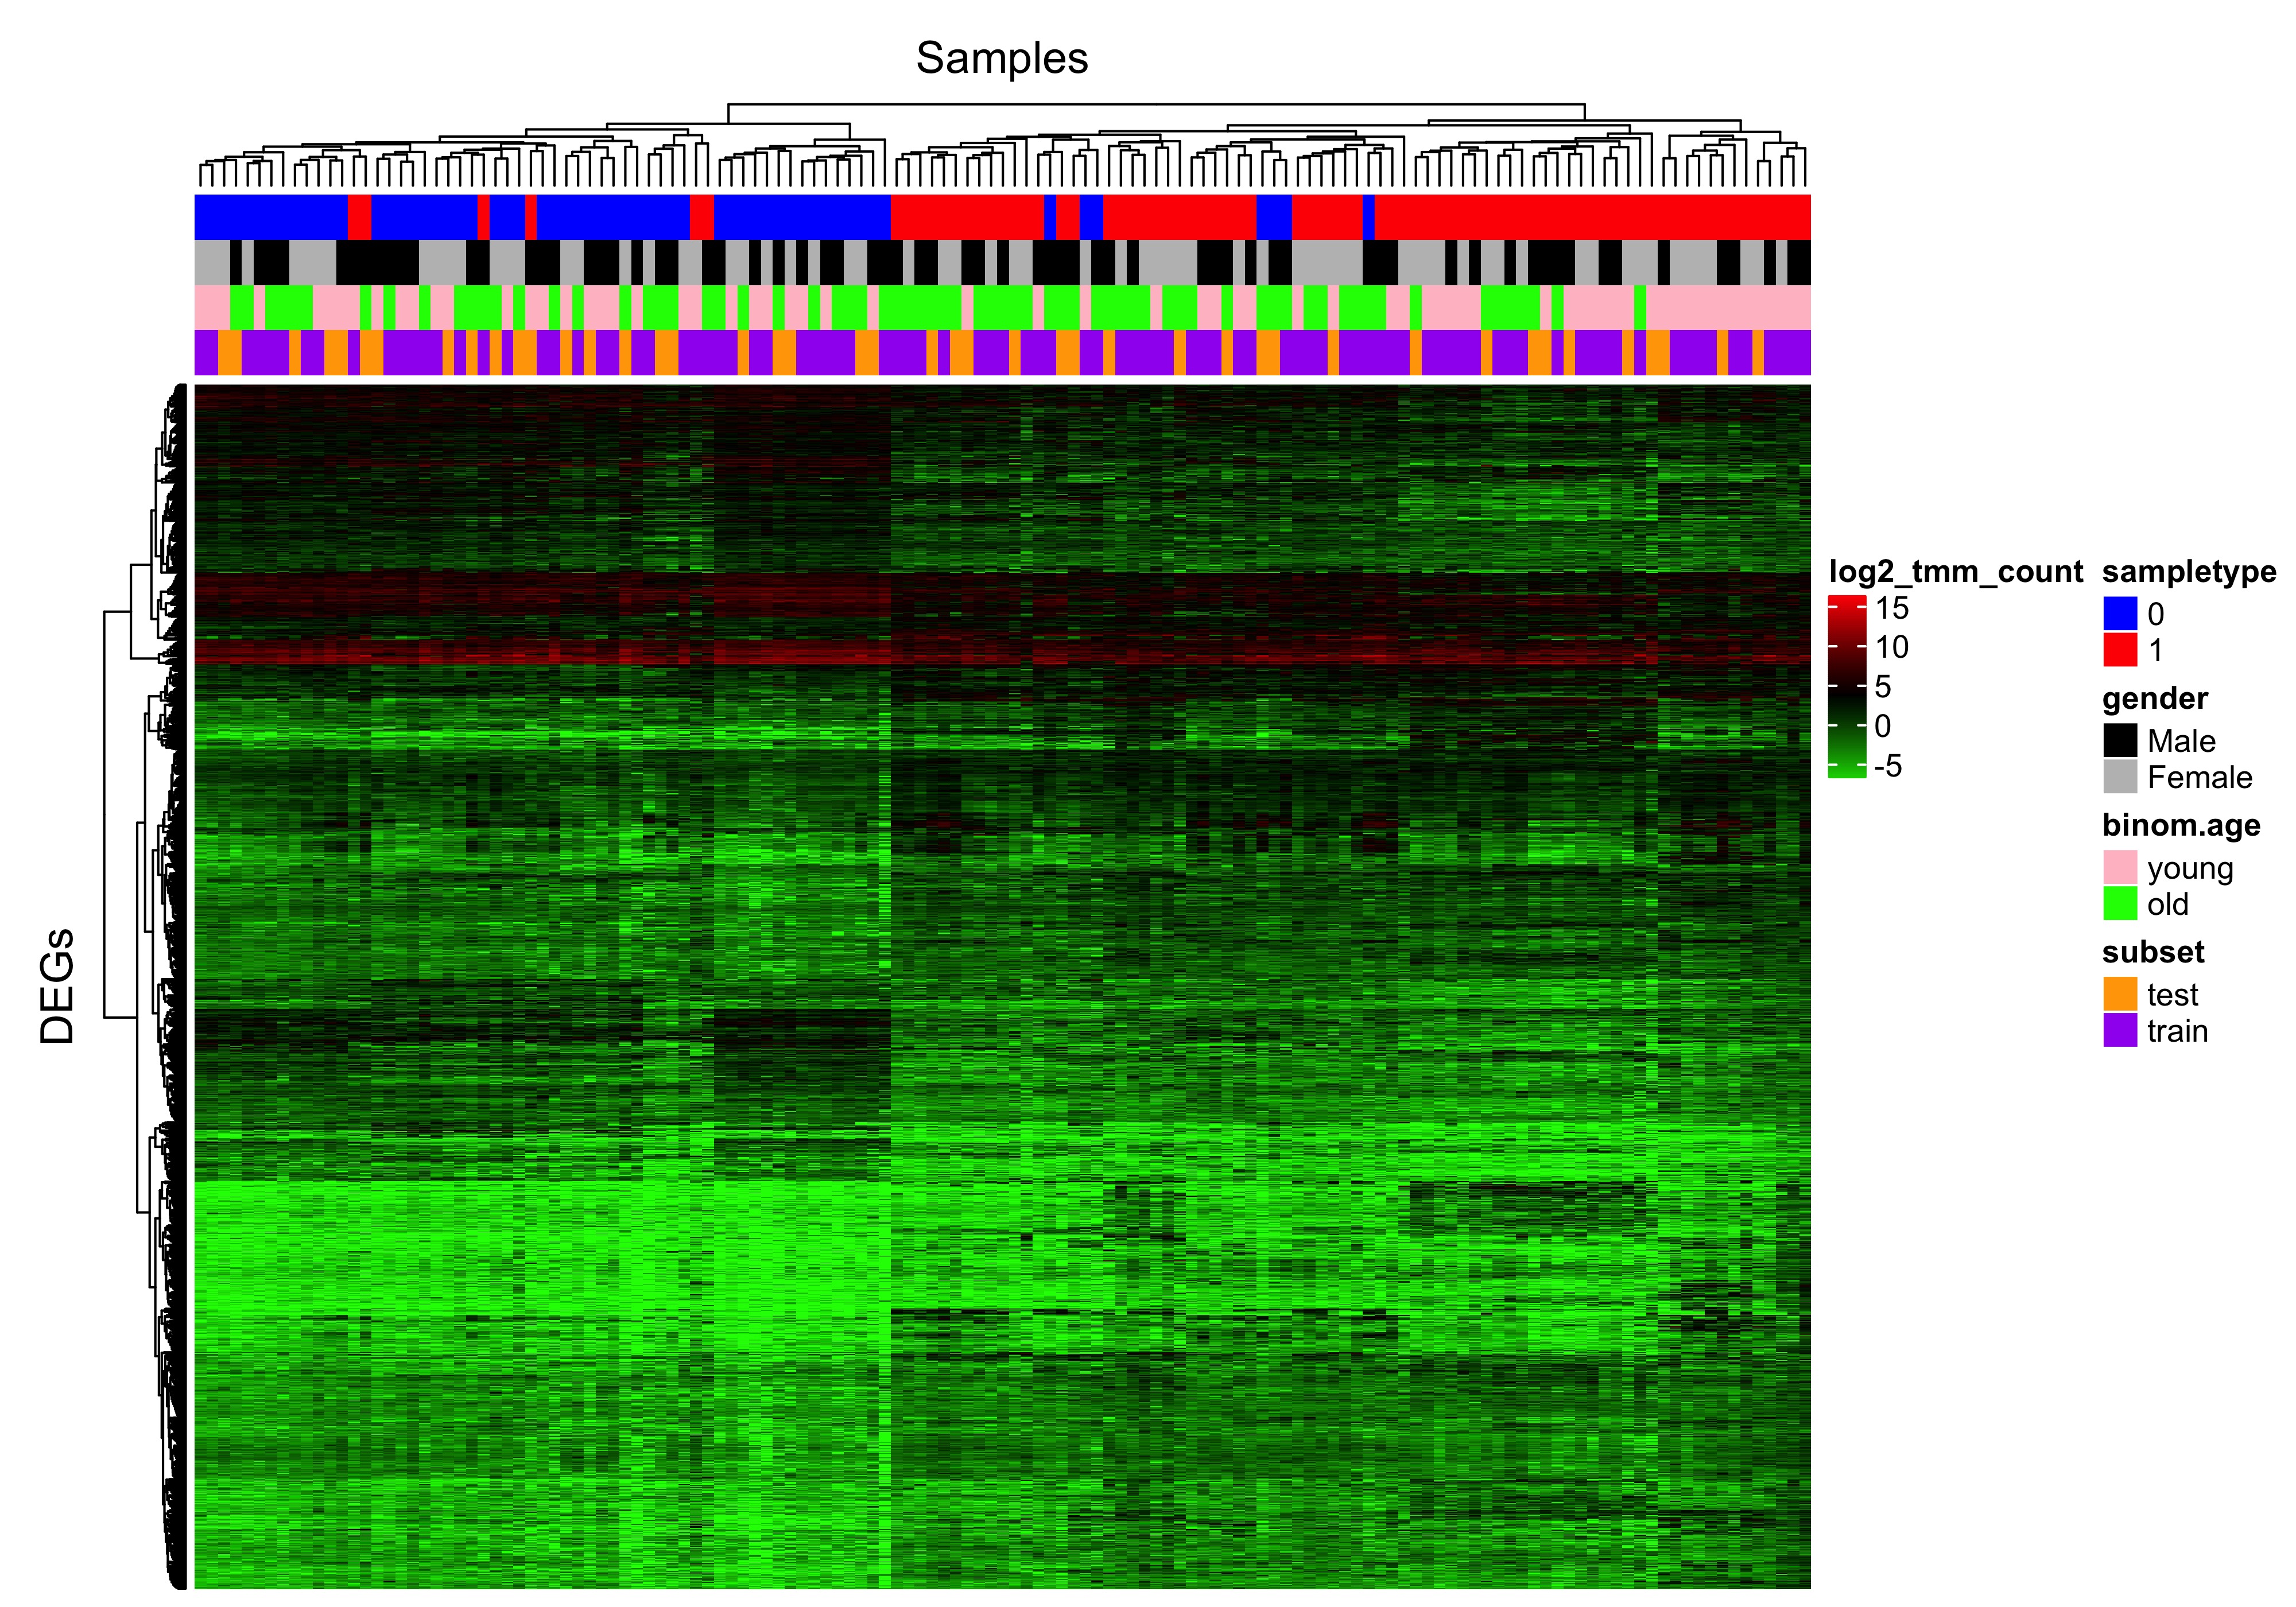 Samples
DEGs
log2_tmm_count
15
10
5
0
-5
sampletype
0
1
gender
Male
Female
binom.age
young
old
subset
test
train